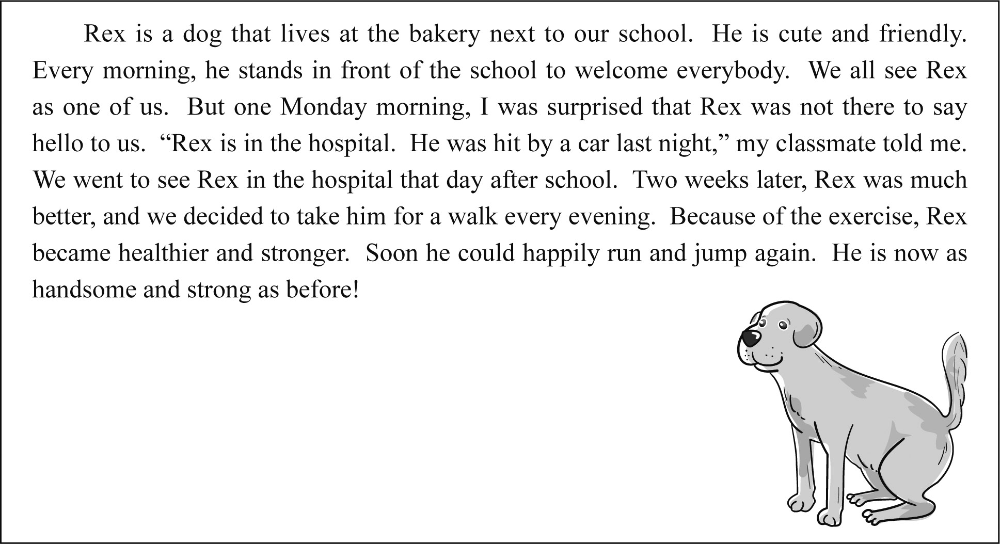 Rex is a dog that lives at the bakery next to our school. He is cute and friendly.
Every morning, he stands in front of the school to welcome everybody. We all see Rex
as one of us. But one Monday morning, I was surprised that Rex was not there to say
hello to us. “Rex is in the hospital. He was hit by a car last night,” my classmate told me.
We went to see Rex in the hospital that day after school. Two weeks later, Rex was much
better, and we decided to take him for a walk every evening. Because of the exercise, Rex
became healthier and stronger. Soon he could happily run and jump again. He is now as
handsome and strong as before!